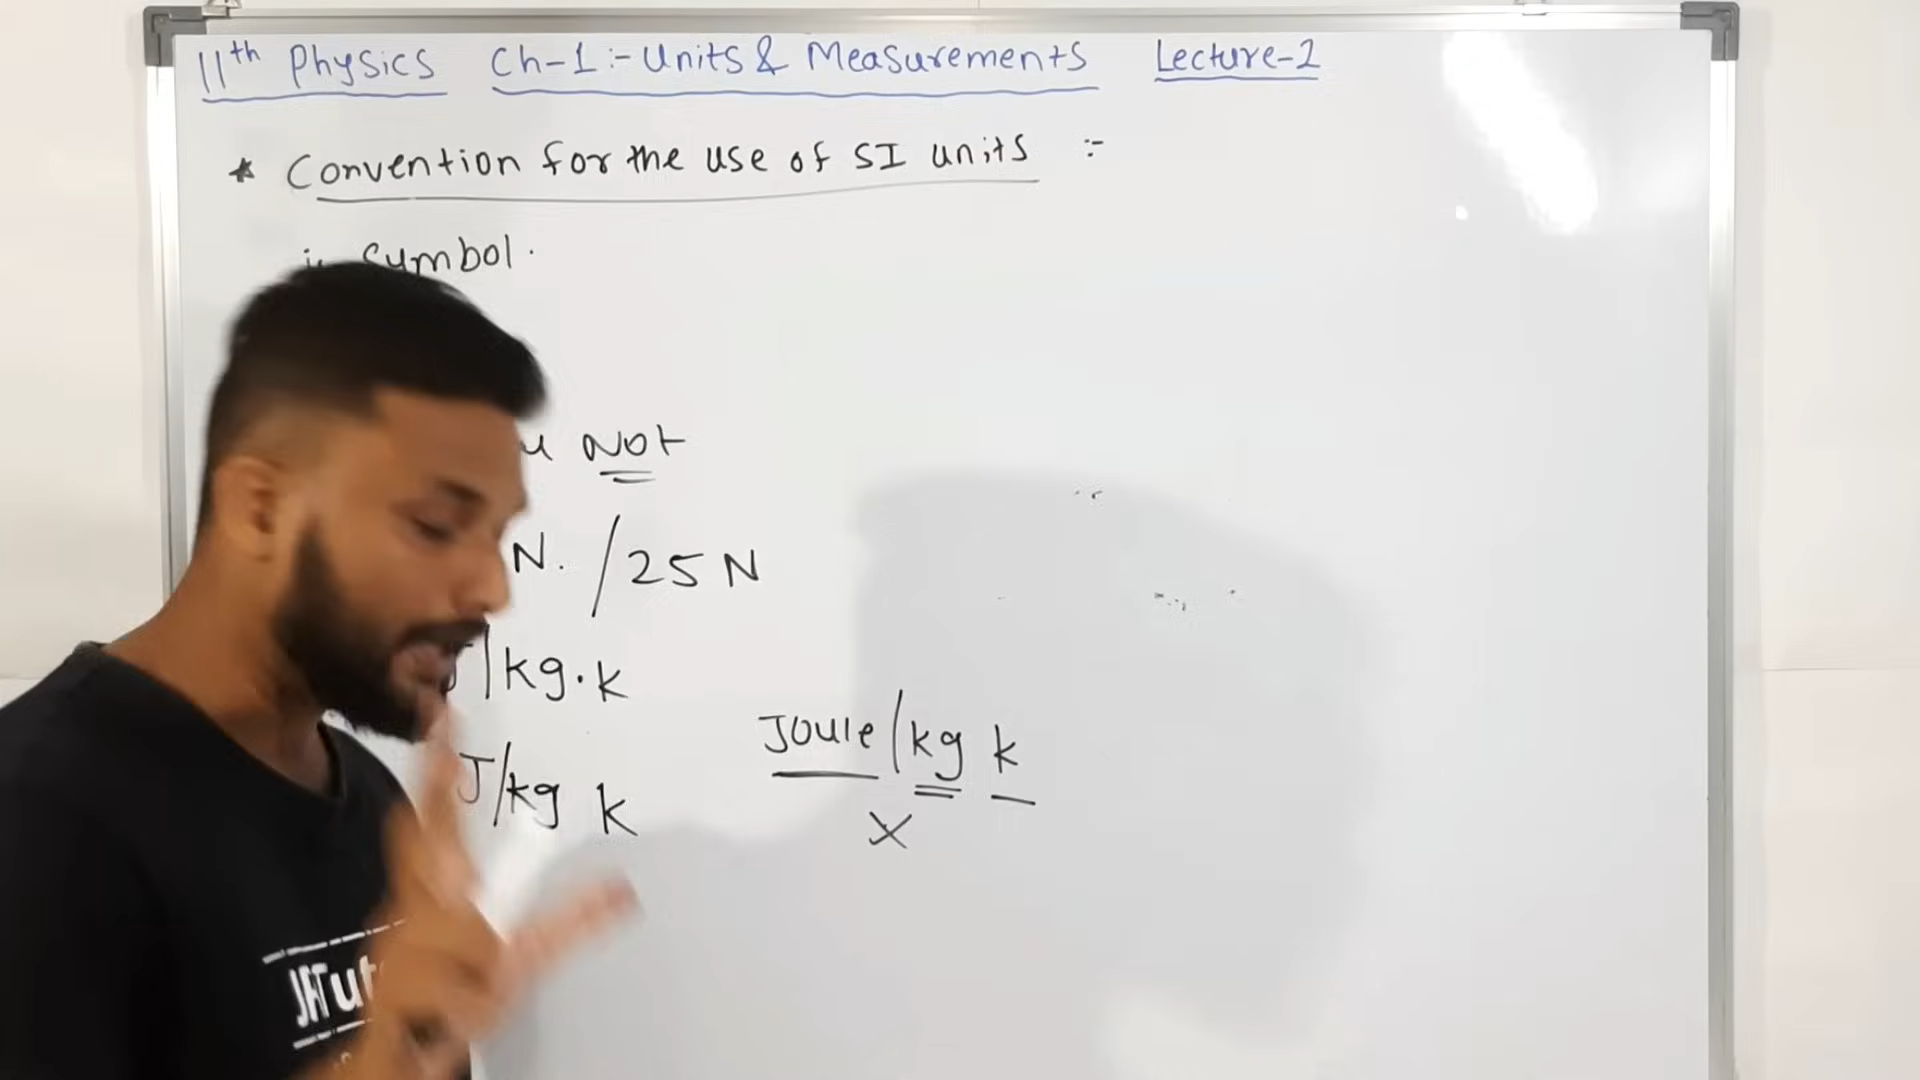 11th Physics Ch-1:- Units & Measurements Lecture-2
* Convention for the use of SI units :-
Symbol.
Not
N. / 25 N
J/kg·k
Joule/kg k
J/kg k
X